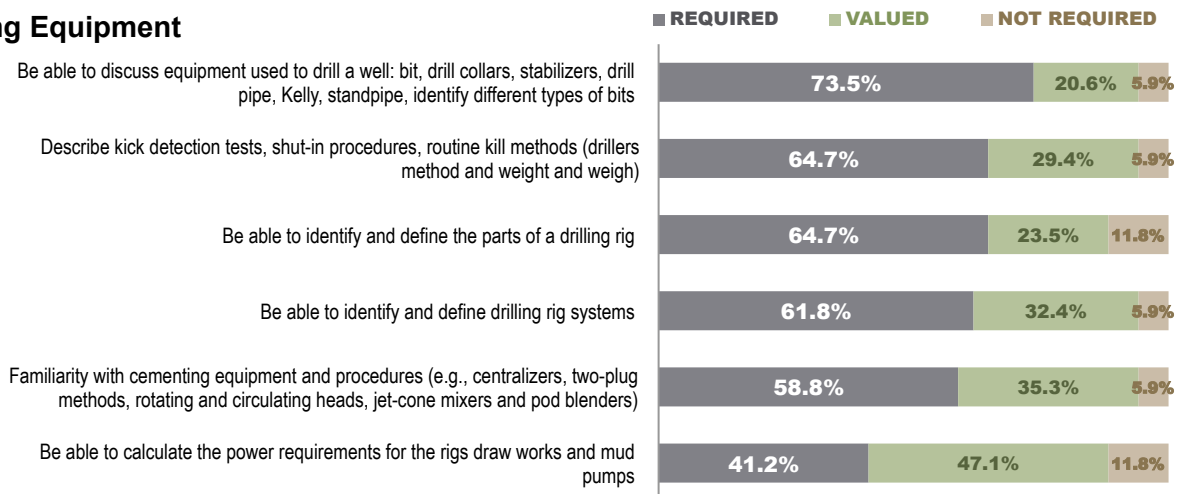 ng Equipment
REQUIRED VALUED NOT REQUIRED
Be able to discuss equipment used to drill a well: bit, drill collars, stabilizers, drill
pipe, Kelly, standpipe, identify different types of bits
73.5% 20.6% 5.9%
Describe kick detection tests, shut-in procedures, routine kill methods (drillers
method and weight and weigh)
64.7% 29.4% 5.9%
Be able to identify and define the parts of a drilling rig
64.7% 23.5% 11.8%
Be able to identify and define drilling rig systems
61.8% 32.4% 5.9%
Familiarity with cementing equipment and procedures (e.g., centralizers, two-plug
methods, rotating and circulating heads, jet-cone mixers and pod blenders)
58.8% 35.3% 5.9%
Be able to calculate the power requirements for the rigs draw works and mud
pumps
41.2% 47.1% 11.8%